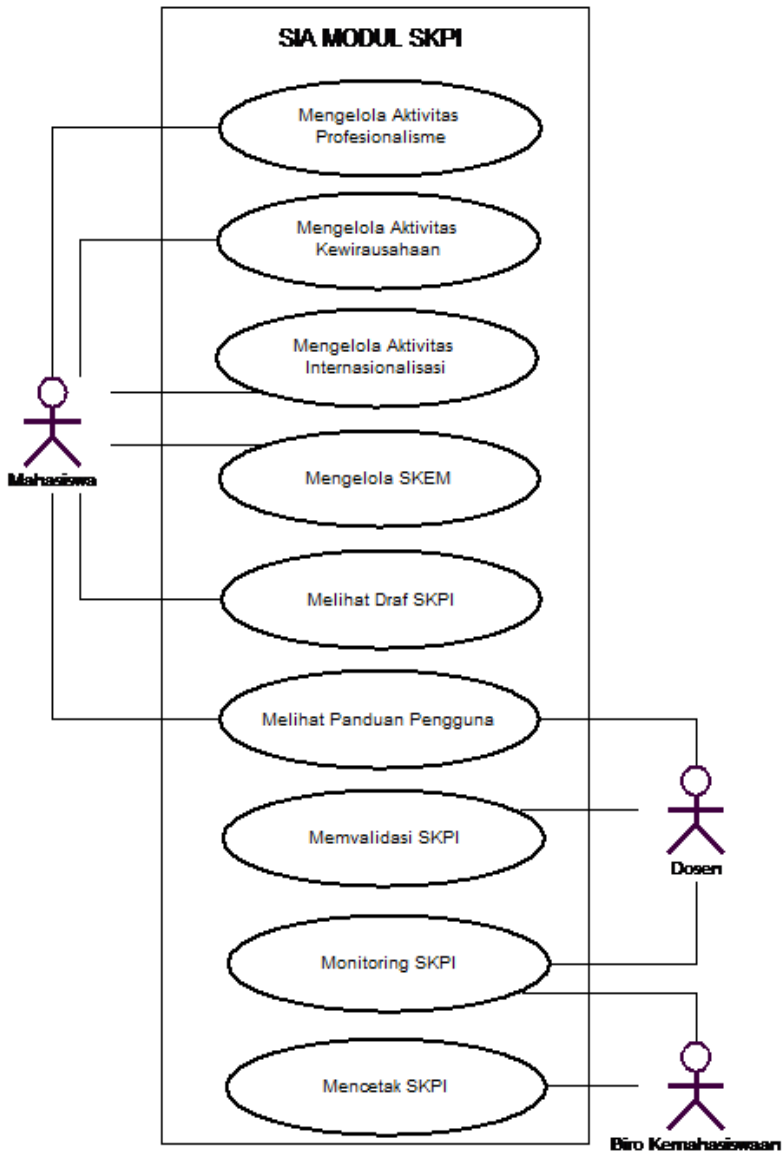 SIA MODUL SKPI
Mengelola Aktivitas
Profesionalisme
Mengelola Aktivitas
Kewirausahaan
Mengelola Aktivitas
Internasionalisasi
Mahasiswa
Mengelola SKEM
Melihat Draf SKPI
Melihat Panduan Pengguna
Memvalidasi SKPI
Dosen
Monitoring SKPI
Mencetak SKPI
Biro Kemahasiswaan